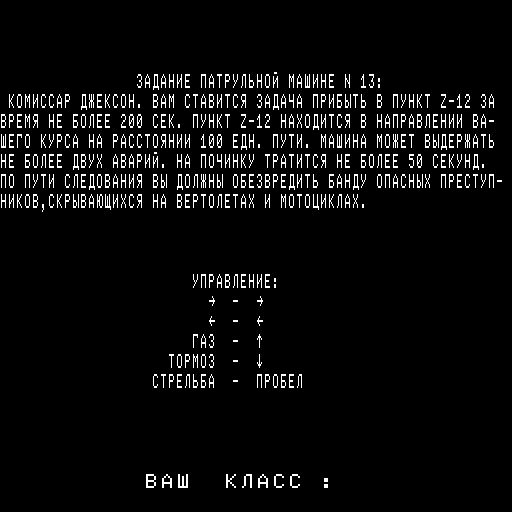 ЗАДАНИЕ ПАТРУЛЬНОЙ МАШИНЕ N 13:
КОМИССАР ДЖЕКСОН. ВАМ СТАВИТСЯ ЗАДАЧА ПРИБЫТЬ В ПУНКТ Z-12 ЗА
ВРЕМЯ НЕ БОЛЕЕ 200 СЕК. ПУНКТ Z-12 НАХОДИТСЯ В НАПРАВЛЕНИИ ВА-
ШЕГО КУРСА НА РАССТОЯНИИ 100 ЕДН. ПУТИ. МАШИНА МОЖЕТ ВЫДЕРЖАТЬ
НЕ БОЛЕЕ ДВУХ АВАРИЙ. НА ПОЧИНКУ ТРАТИТСЯ НЕ БОЛЕЕ 50 СЕКУНД.
ПО ПУТИ СЛЕДОВАНИЯ ВЫ ДОЛЖНЫ ОБЕЗВРЕДИТЬ БАНДУ ОПАСНЫХ ПРЕСТУП-
НИКОВ,СКРЫВАЮЩИХСЯ НА ВЕРТОЛЕТАХ И МОТОЦИКЛАХ.
УПРАВЛЕНИЕ:
→ - →
← - ←
ГАЗ - ↑
ТОРМОЗ - ↓
СТРЕЛЬБА - ПРОБЕЛ
ВАШ КЛАСС :